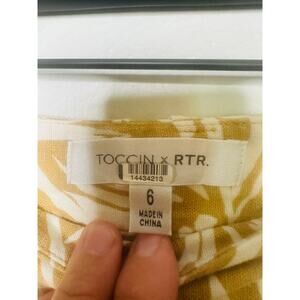 TOCCIN × RTR.
14434213
6
MADE IN
CHINA